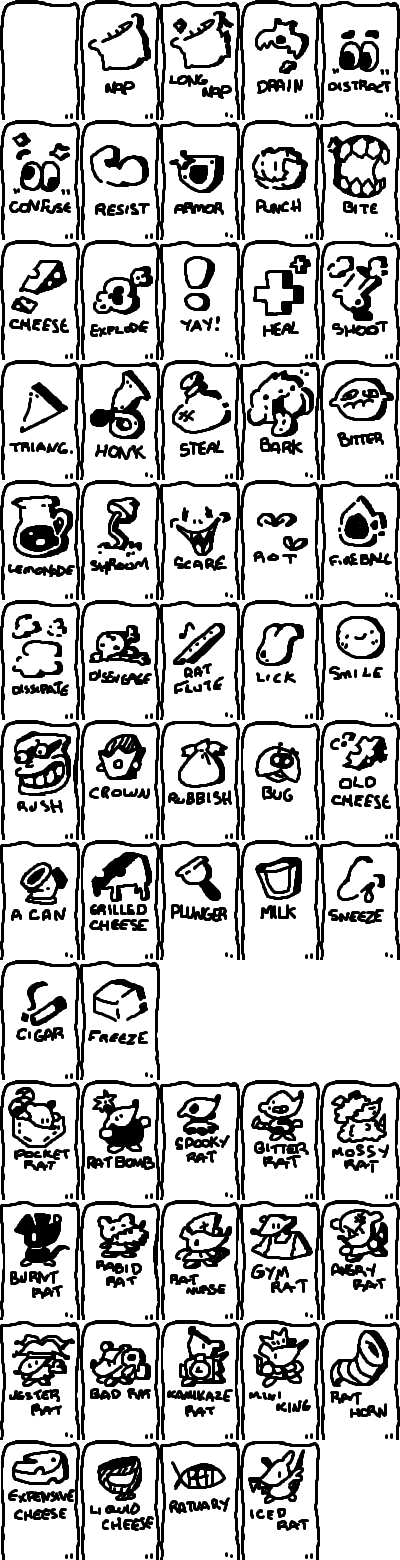 NAP
LONG
NAP
DRAIN
DISTRACT
CONFUSE
RESIST
ARMOR
PUNCH
BITE
CHEESE
EXPLODE
YAY!
HEAL
SHOOT
TRIANG.
HONK
STEAL
BARK
BITTER
LEMONADE
SHROOM
SCARE
ROT
FIREBALL
DISSIPATE
DISENGAGE
RAT
FLUTE
LICK
SMILE
RUSH
CROWN
RUBBISH
BUG
OLD
CHEESE
A CAN
GRILLED
CHEESE
PLUNGER
MILK
SNEEZE
CIGAR
FREEZE
POCKET
RAT
RAT BOMB
SPOOKY
RAT
BITTER
RAT
MOSSY
RAT
BURNT
RAT
RABID
RAT
RAT
NURSE
GYM
RAT
ANGRY
RAT
JESTER
RAT
BAD RAT
KAMIKAZE
RAT
MINI
KING
RAT
HORN
EXPENSIVE
CHEESE
LIQUID
CHEESE
RAT
RATUARY
ICED
RAT